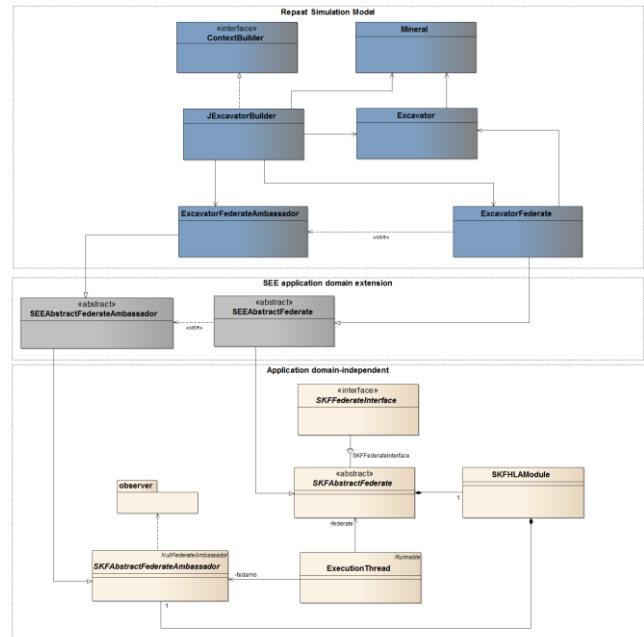 Repast Simulation Model
«interface»
ContextBuilder
Mineral
JExcavatorBuilder
Excavator
ExcavatorFederateAmbassador
ExcavatorFederate
«use»
SEE application domain extension
«abstract»
SEEAbstractFederateAmbassador
«abstract»
SEEAbstractFederate
«use»
Application domain-independent
«interface»
SKFFederateInterface
SKFFederateInterface
observer
«abstract»
SKFAbstractFederate
SKFHLAModule
1
-federate
NullFederateAmbassador
SKFAbstractFederateAmbassador
-fedamb
Runnable
ExecutionThread
1